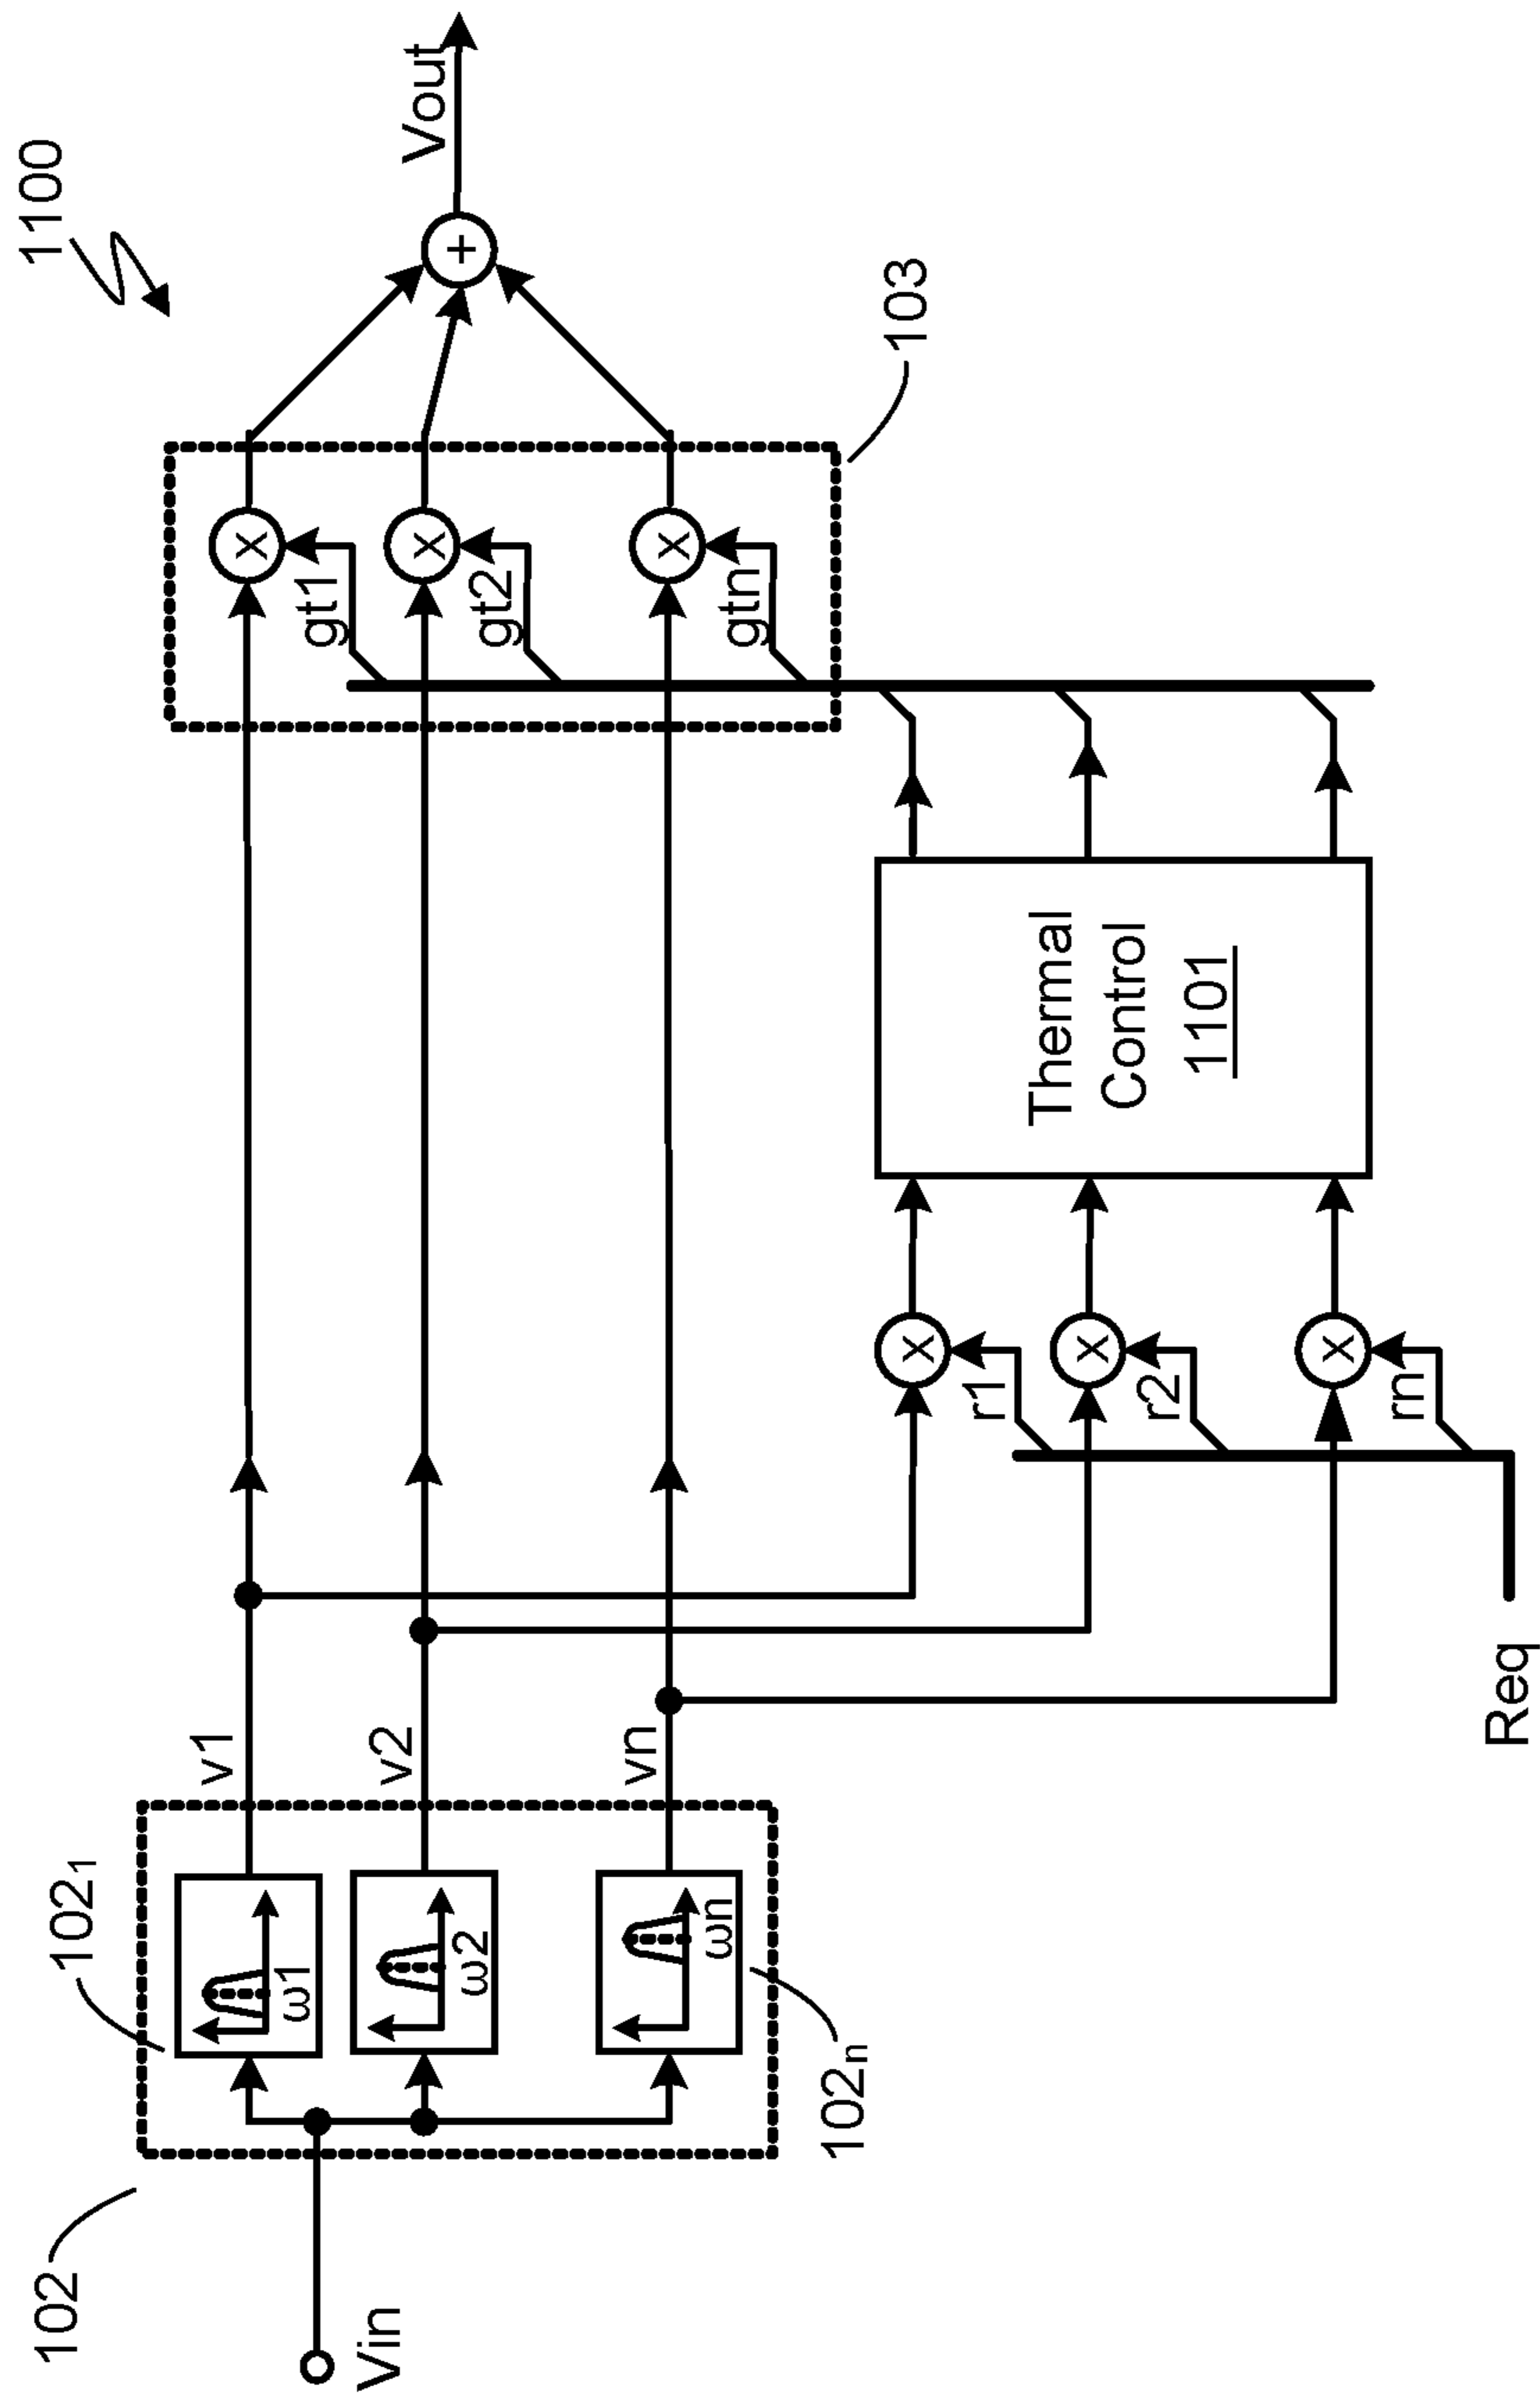 1100
102
102₁
Vin
ω1
ω2
ωn
102ₙ
v1
v2
vn
gt1
gt2
gtn
103
Vout
Req
r1
r2
rn
x
x
x
Thermal
Control
1101
x
x
x
+